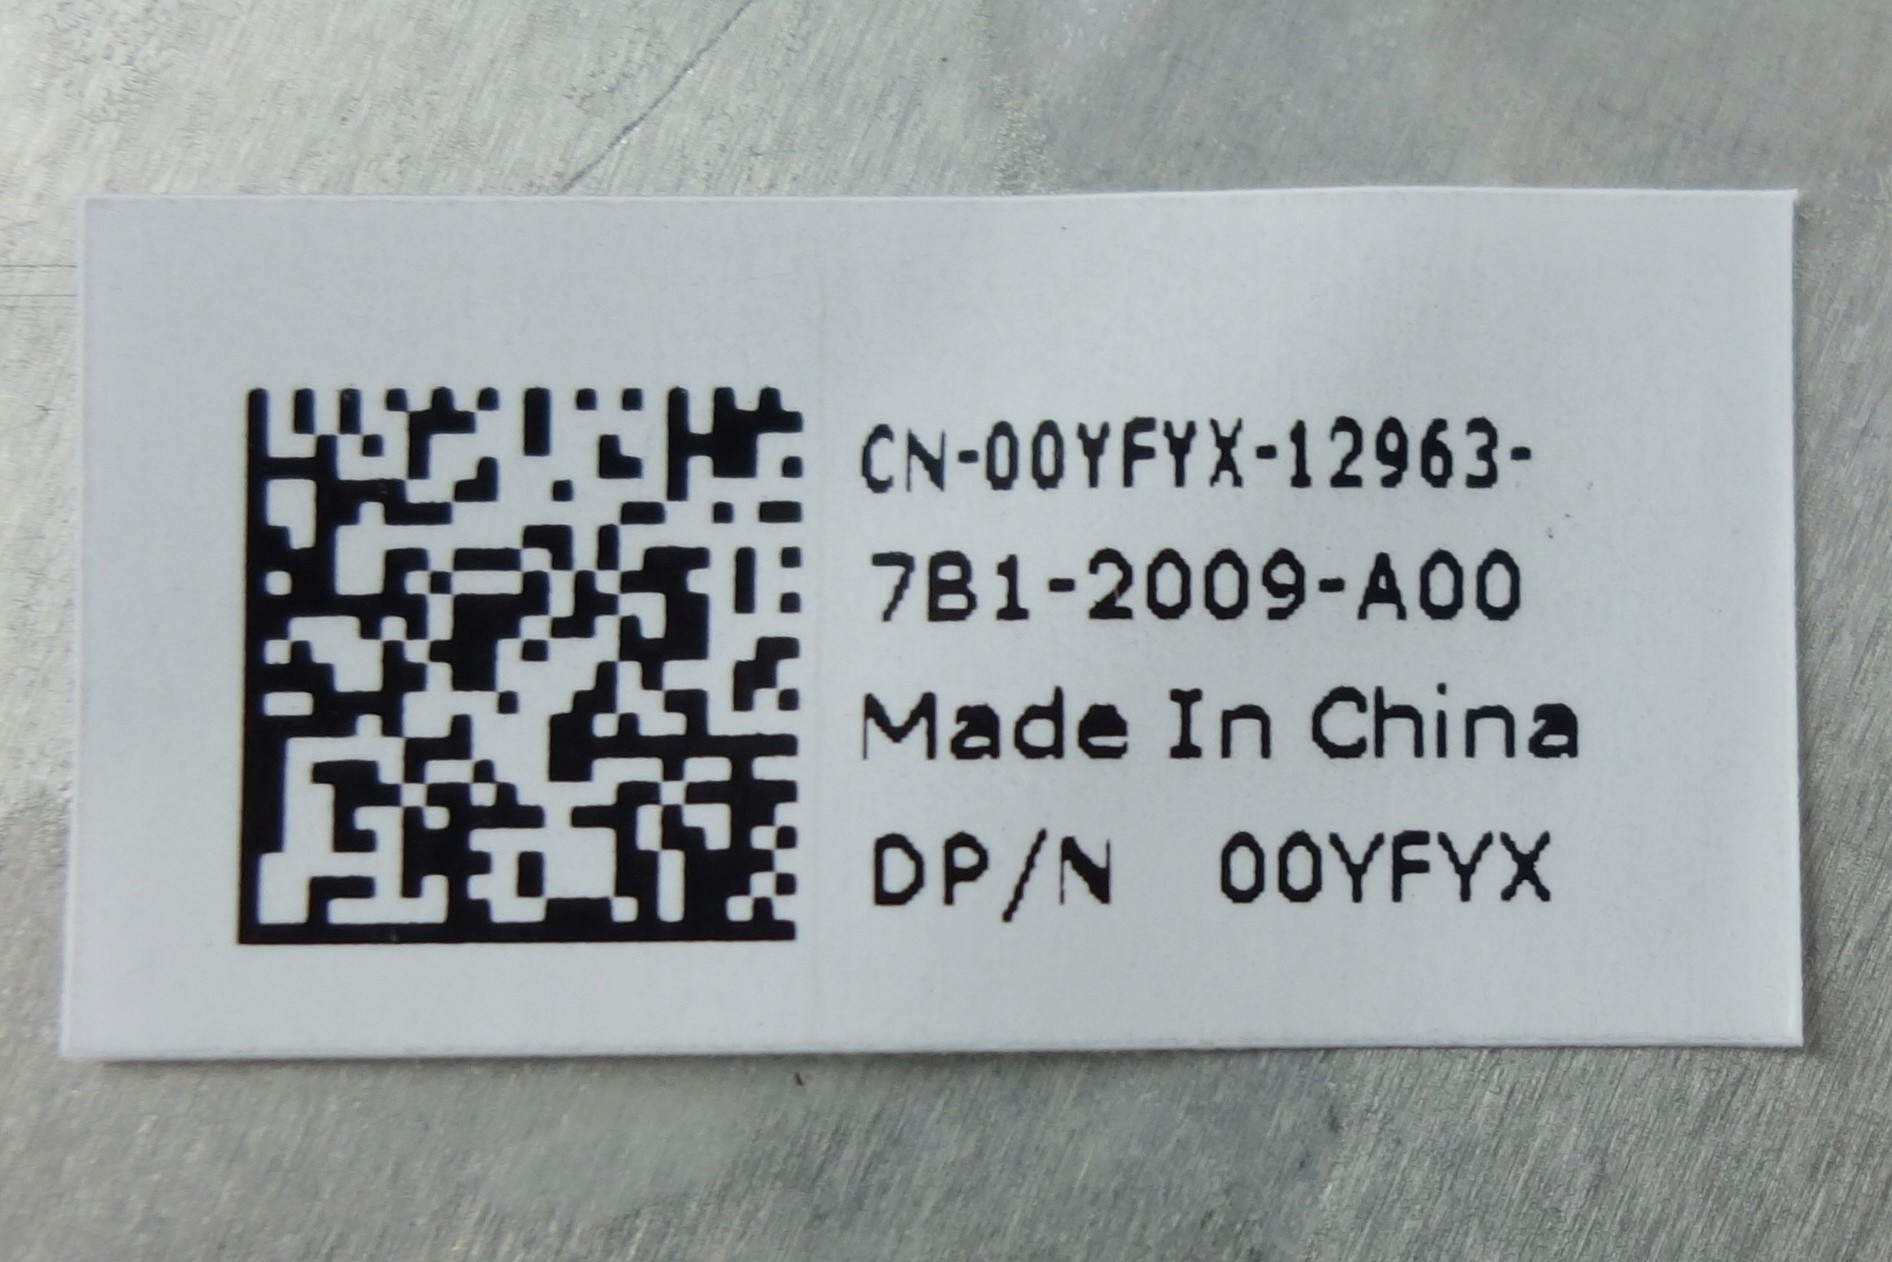 CN-00YFYX-12963-
7B1-2009-A00
Made In China
DP/N 00YFYX